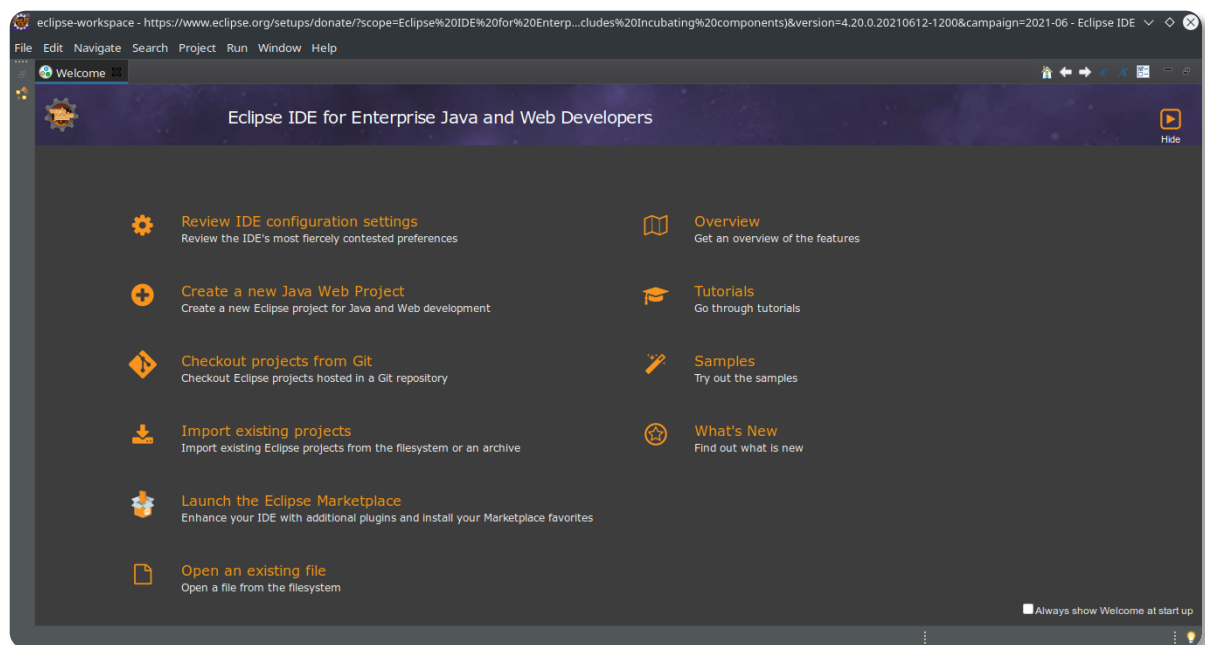 eclipse-workspace - https://www.eclipse.org/setups/donate/?scope=Eclipse%20IDE%20for%20Enterp...cludes%20Incubating%20components)&version=4.20.0.20210612-1200&campaign=2021-06 - Eclipse IDE
File Edit Navigate Search Project Run Window Help
Welcome
Eclipse IDE for Enterprise Java and Web Developers
Hide
Review IDE configuration settings
Review the IDE's most fiercely contested preferences
Create a new Java Web Project
Create a new Eclipse project for Java and Web development
Checkout projects from Git
Checkout Eclipse projects hosted in a Git repository
Import existing projects
Import existing Eclipse projects from the filesystem or an archive
Launch the Eclipse Marketplace
Enhance your IDE with additional plugins and install your Marketplace favorites
Open an existing file
Open a file from the filesystem
Overview
Get an overview of the features
Tutorials
Go through tutorials
Samples
Try out the samples
What's New
Find out what is new
Always show Welcome at start up